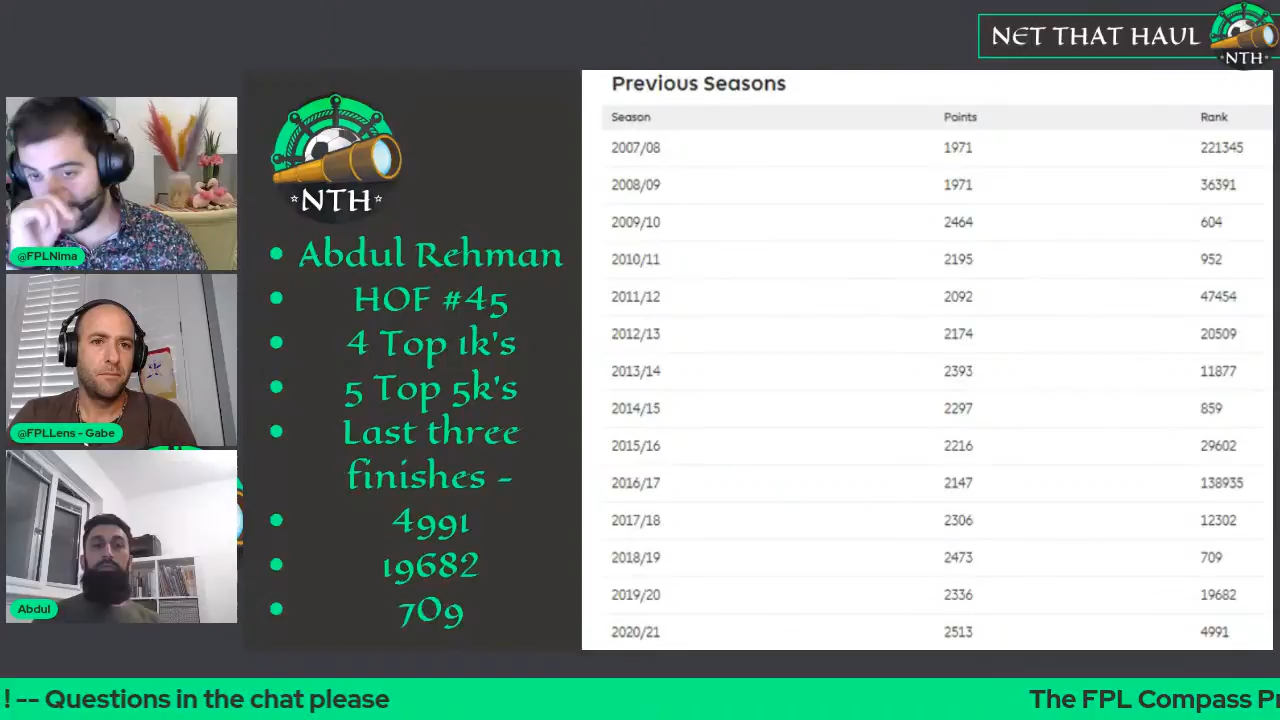 NET THAT HAUL
NTH
@FPLNima
@FPLLens - Gabe
Abdul
NTH
• Abdul Rehman
• HOF #45
• 4 Top 1k's
• 5 Top 5k's
• Last three
finishes -
• 4991
• 19682
• 709
Previous Seasons
Season Points Rank
2007/08 1971 221345
2008/09 1971 36391
2009/10 2464 604
2010/11 2195 952
2011/12 2092 47454
2012/13 2174 20509
2013/14 2393 11877
2014/15 2297 859
2015/16 2216 29602
2016/17 2147 138935
2017/18 2306 12302
2018/19 2473 709
2019/20 2336 19682
2020/21 2513 4991
! -- Questions in the chat please
The FPL Compass Pr